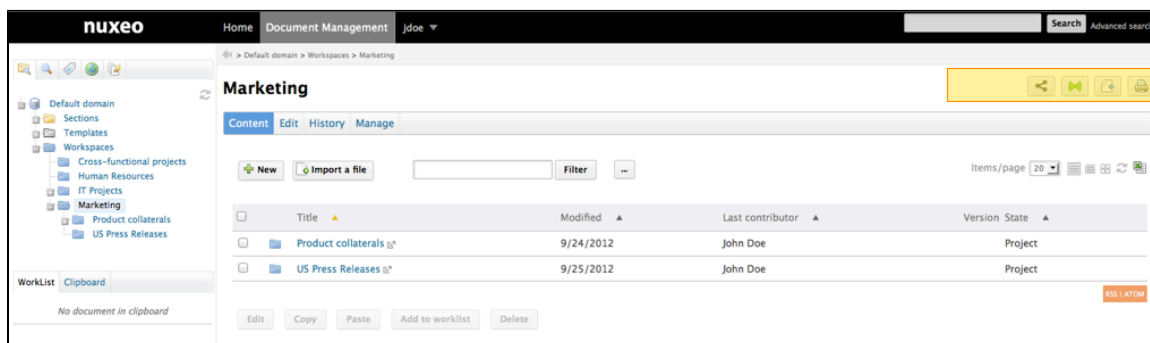 nuxeo
Home Document Management jdoe Search Advanced search
> Default domain > Workspaces > Marketing
Marketing
Content Edit History Manage
New Import a file Filter ... Items/page 20
Title Modified Last contributor Version State
Product collaterals 9/24/2012 John Doe Project
US Press Releases 9/25/2012 John Doe Project
RSS | ATOM
Edit Copy Paste Add to worklist Delete
Default domain
Sections
Templates
Workspaces
Cross-functional projects
Human Resources
IT Projects
Marketing
Product collaterals
US Press Releases
WorkList Clipboard
No document in clipboard